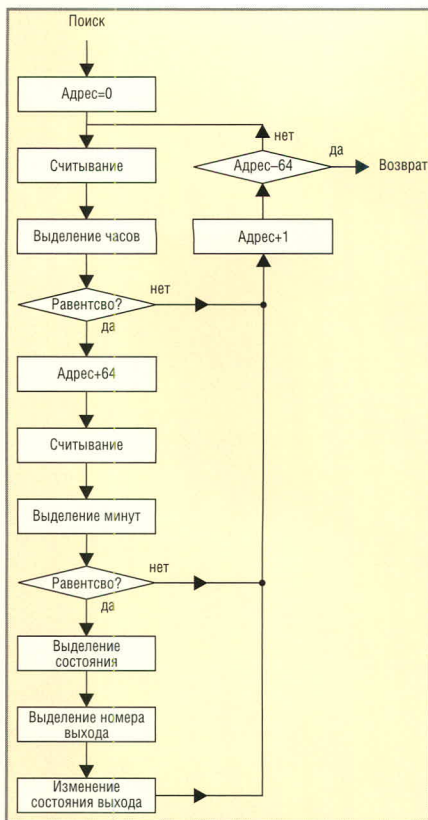 Поиск
Адрес=0
нет
да
Считывание
Адрес–64
Возврат
Выделение часов
Адрес+1
Равентсво?
нет
да
Адрес+64
Считывание
Выделение минут
Равентсво?
нет
да
Выделение
состояния
Выделение номера
выхода
Изменение
состояния выхода